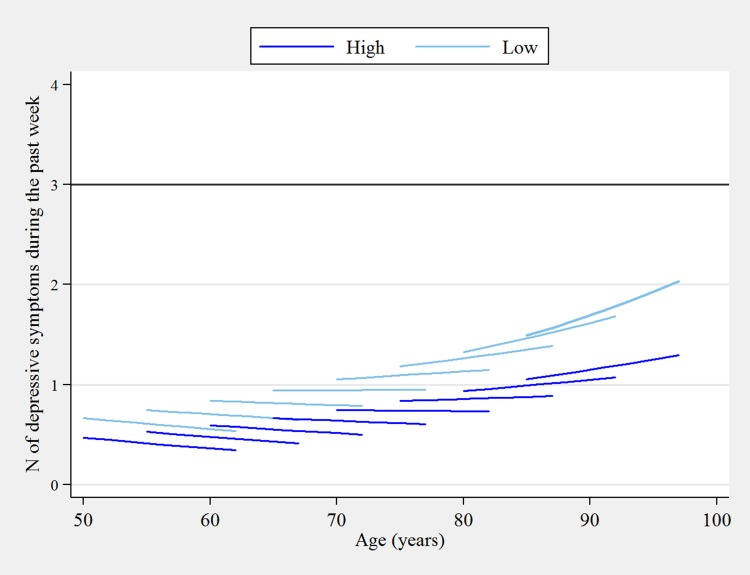 High Low
N of depressive symptoms during the past week
4
3
2
1
0
50 60 70 80 90 100
Age (years)